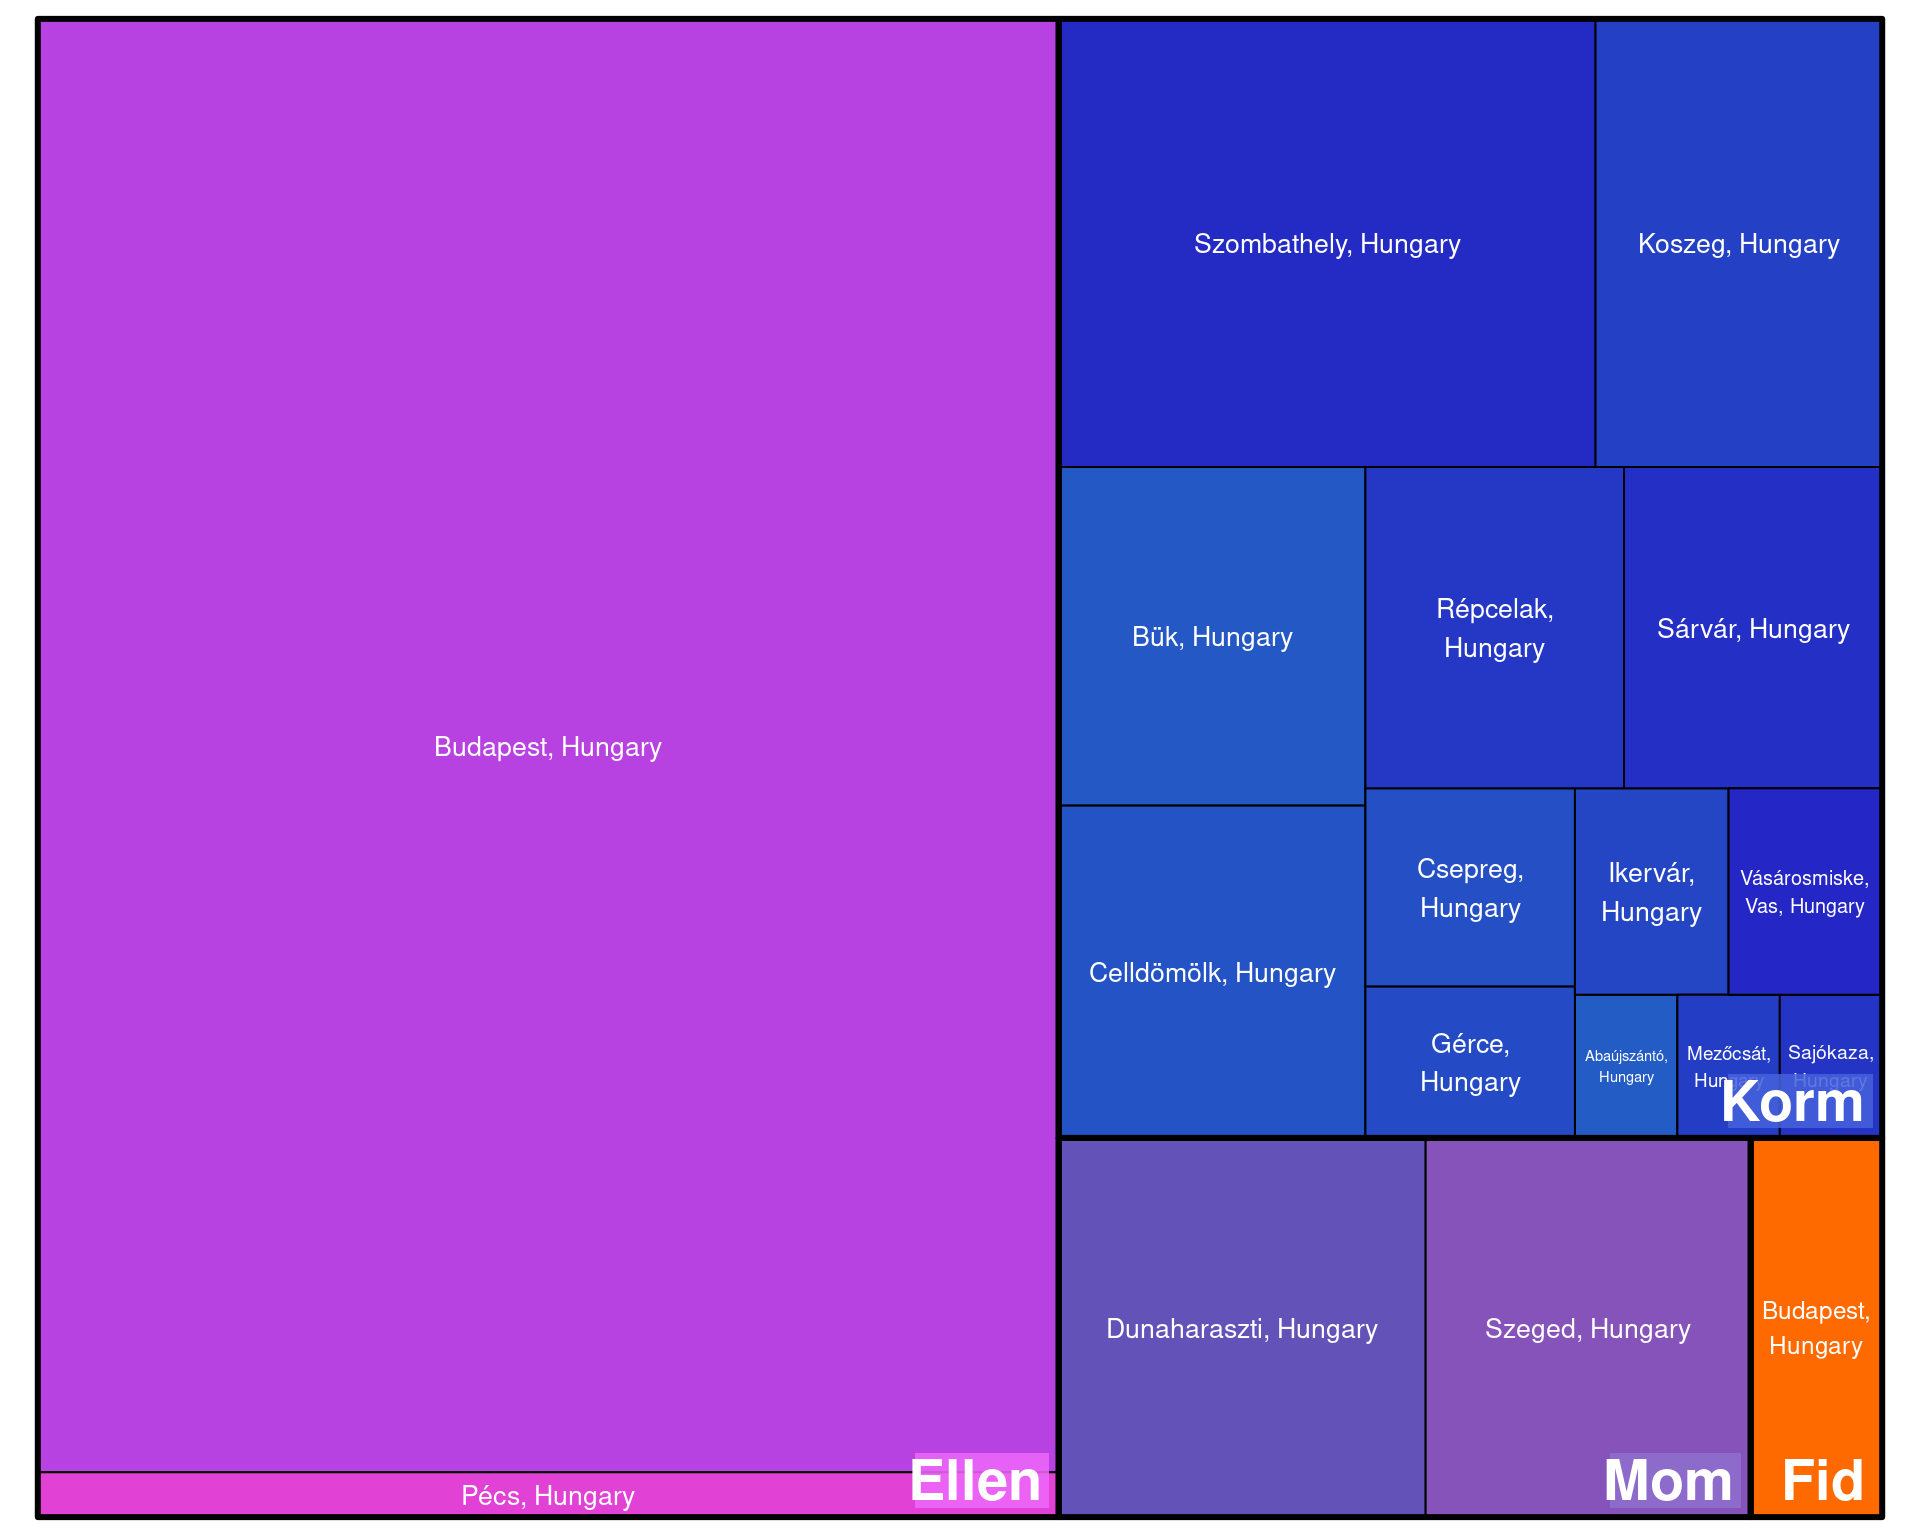 Budapest, Hungary
Pécs, Hungary
Ellen
Szombathely, Hungary
Koszeg, Hungary
Bük, Hungary
Répcelak,
Hungary
Sárvár, Hungary
Celldömölk, Hungary
Csepreg,
Hungary
Ikervár,
Hungary
Vásárosmiske,
Vas, Hungary
Gérce,
Hungary
Abaújszántó,
Hungary
Mezőcsát,
Hungary
Sajókaza,
Hungary
Korm
Dunaharaszti, Hungary
Szeged, Hungary
Mom
Budapest,
Hungary
Fid